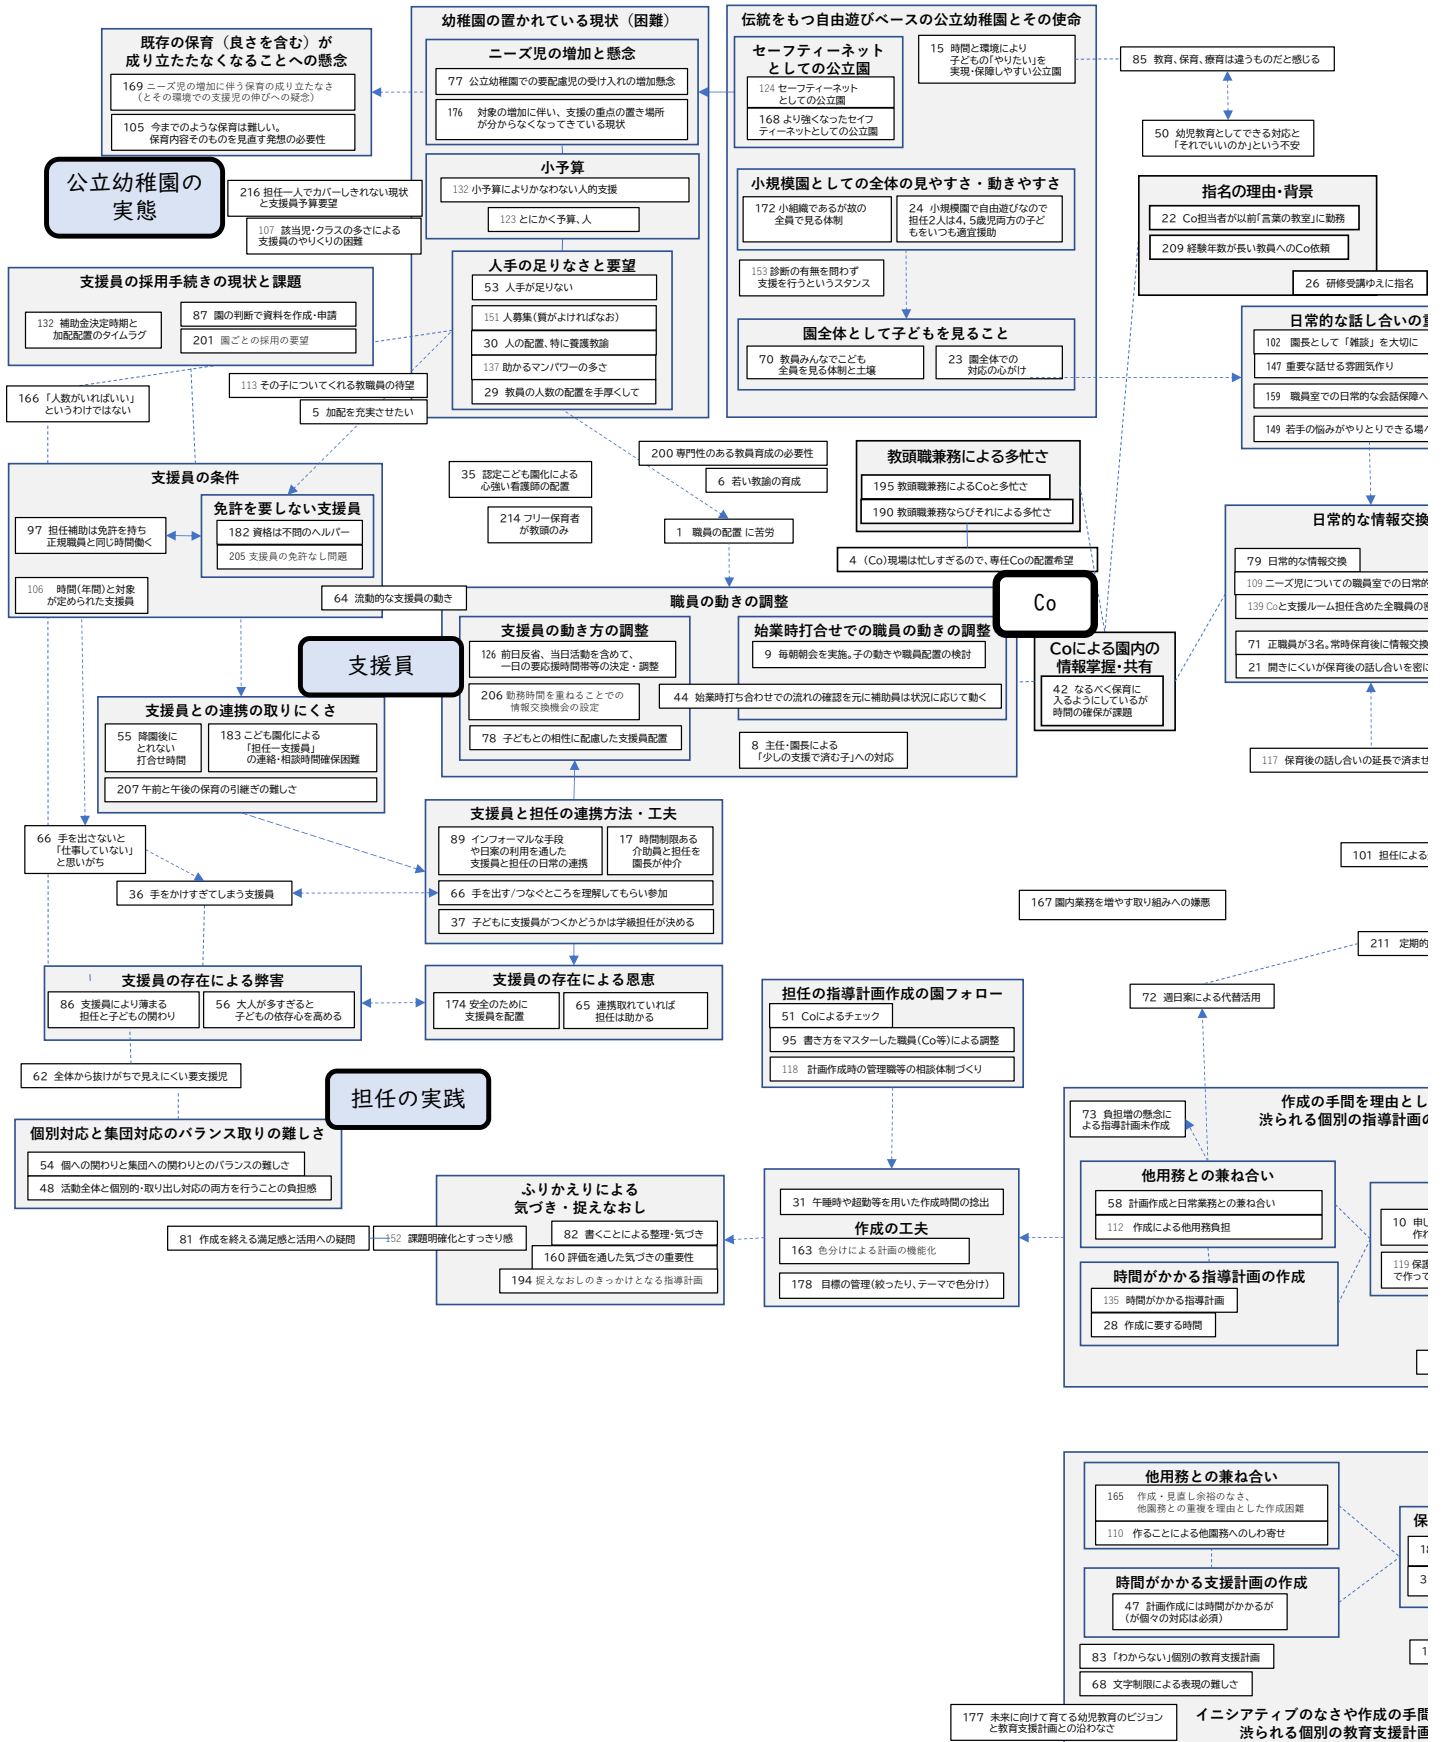 既存の保育（良さを含む）が
成り立たたなくなることへの懸念
169 ニーズ児の増加に伴う保育の成り立たなさ
（とその環境での支援児の伸びへの疑念）
105 今までのような保育は難しい。
保育内容そのものを見直す発想の必要性
公立幼稚園の
実態
幼稚園の置かれている現状（困難）
ニーズ児の増加と懸念
77 公立幼稚園での要配慮児の受け入れの増加懸念
176 対象の増加に伴い、支援の重点の置き場所
が分からなくなってきている現状
小予算
132 小予算によりかなわない人的支援
123 とにかく予算、人
216 担任一人でカバーしきれない現状
と支援員予算要望
107 該当児・クラスの多さによる
支援員のやりくりの困難
人手の足りなさと要望
53 人手が足りない
151 人募集(質がよければなお）
30 人の配置、特に養護教諭
137 助かるマンパワーの多さ
29 教員の人数の配置を手厚くして
伝統をもつ自由遊びベースの公立幼稚園とその使命
セーフティーネット
としての公立園
124 セーフティーネット
としての公立園
168 より強くなったセイフ
ティーネットとしての公立園
15 時間と環境により
子どもの「やりたい」を
実現・保障しやすい公立園
小規模園としての全体の見やすさ・動きやすさ
172 小組織であるが故の
全員で見る体制
24 小規模園で自由遊びなので
担任2人は4，5歳児両方の子ど
もをいつも適宜援助
153 診断の有無を問わず
支援を行うというスタンス
園全体として子どもを見ること
70 教員みんなでこども
全員を見る体制と土壌
23 園全体での
対応の心がけ
85 教育、保育、療育は違うものだと感じる
50 幼児教育としてできる対応と
「それでいいのか」という不安
指名の理由・背景
22 Co担当者が以前「言葉の教室」に勤務
209 経験年数が長い教員へのCo依頼
26 研修受講ゆえに指名
日常的な話し合いの重
102 園長として「雑談」を大切に
147 重要な話せる雰囲気作り
159 職員室での日常的な会話保障へ
149 若手の悩みがやりとりできる場へ
支援員の採用手続きの現状と課題
132 補助金決定時期と
加配配置のタイムラグ
87 園の判断で資料を作成・申請
201 園ごとの採用の要望
166 「人数がいればいい」
というわけではない
113 その子についてくれる教職員の待望
5 加配を充実させたい
支援員の条件
97 担任補助は免許を持ち
正規職員と同じ時間働く
106 時間(年間)と対象
が定められた支援員
免許を要しない支援員
182 資格は不問のヘルパー
205 支援員の免許なし問題
35 認定こども園化による
心強い看護師の配置
214 フリー保育者
が教頭のみ
200 専門性のある教員育成の必要性
6 若い教諭の育成
1 職員の配置 に苦労
教頭職兼務による多忙さ
195 教頭職兼務によるCoと多忙さ
190 教頭職兼務ならびそれによる多忙さ
4 （Co）現場は忙しすぎるので、専任Coの配置希望
Co
日常的な情報交換
79 日常的な情報交換
109 ニーズ児についての職員室での日常的
139 Coと支援ルーム担任含めた全職員の密
71 正職員が3名。常時保育後に情報交換
21 開きにくいが保育後の話し合いを密に
117 保育後の話し合いの延長で済ませ
64 流動的な支援員の動き
支援員
職員の動きの調整
支援員の動き方の調整
126 前日反省、当日活動を含めて、
一日の要応援時間帯等の決定・調整
206 勤務時間を重ねることでの
情報交換機会の設定
78 子どもとの相性に配慮した支援員配置
始業時打合せでの職員の動きの調整
9 毎朝朝会を実施。子の動きや職員配置の検討
44 始業時打ち合わせでの流れの確認を元に補助員は状況に応じて動く
8 主任・園長による
「少しの支援で済む子」への対応
Coによる園内の
情報掌握・共有
42 なるべく保育に
入るようにしているが
時間の確保が課題
支援員との連携の取りにくさ
55 降園後に
とれない
打合せ時間
183 こども園化による
「担任ー支援員」
の連絡・相談時間確保困難
207 午前と午後の保育の引継ぎの難しさ
66 手を出さないと
「仕事していない」
と思いがち
36 手をかけすぎてしまう支援員
支援員と担任の連携方法・工夫
89 インフォーマルな手段
や日案の利用を通した
支援員と担任の日常の連携
17 時間制限ある
介助員と担任を
園長が仲介
66 手を出す/つなぐところを理解してもらい参加
37 子どもに支援員がつくかどうかは学級担任が決める
101 担任による
167 園内業務を増やす取り組みへの嫌悪
211 定期的
72 週日案による代替活用
支援員の存在による弊害
86 支援員により薄まる
担任と子どもの関わり
56 大人が多すぎると
子どもの依存心を高める
支援員の存在による恩恵
174 安全のために
支援員を配置
65 連携取れていれば
担任は助かる
62 全体から抜けがちで見えにくい要支援児
担任の実践
担任の指導計画作成の園フォロー
51 Coによるチェック
95 書き方をマスターした職員(Co等)による調整
118 計画作成時の管理職等の相談体制づくり
個別対応と集団対応のバランス取りの難しさ
54 個への関わりと集団への関わりとのバランスの難しさ
48 活動全体と個別的・取り出し対応の両方を行うことの負担感
81 作成を終える満足感と活用への疑問
152 課題明確化とすっきり感
ふりかえりによる
気づき・捉えなおし
82 書くことによる整理・気づき
160 評価を通した気づきの重要性
194 捉えなおしのきっかけとなる指導計画
31 午睡時や超勤等を用いた作成時間の捻出
作成の工夫
163 色分けによる計画の機能化
178 目標の管理(絞ったり、テーマで色分け）
作成の手間を理由とし
渋られる個別の指導計画の
73 負担増の懸念に
よる指導計画未作成
他用務との兼ね合い
58 計画作成と日常業務との兼ね合い
112 作成による他用務負担
時間がかかる指導計画の作成
135 時間がかかる指導計画
28 作成に要する時間
10 申し
作れ
119 保護
で作って
他用務との兼ね合い
165 作成・見直し余裕のなさ、
他園務との重複を理由とした作成困難
110 作ることによる他園務へのしわ寄せ
時間がかかる支援計画の作成
47 計画作成には時間がかかるが
（が個々の対応は必須）
保
18
3
83 「わからない」個別の教育支援計画
68 文字制限による表現の難しさ
1
177 未来に向けて育てる幼児教育のビジョン
と教育支援計画との沿わなさ
イニシアティブのなさや作成の手間
渋られる個別の教育支援計画